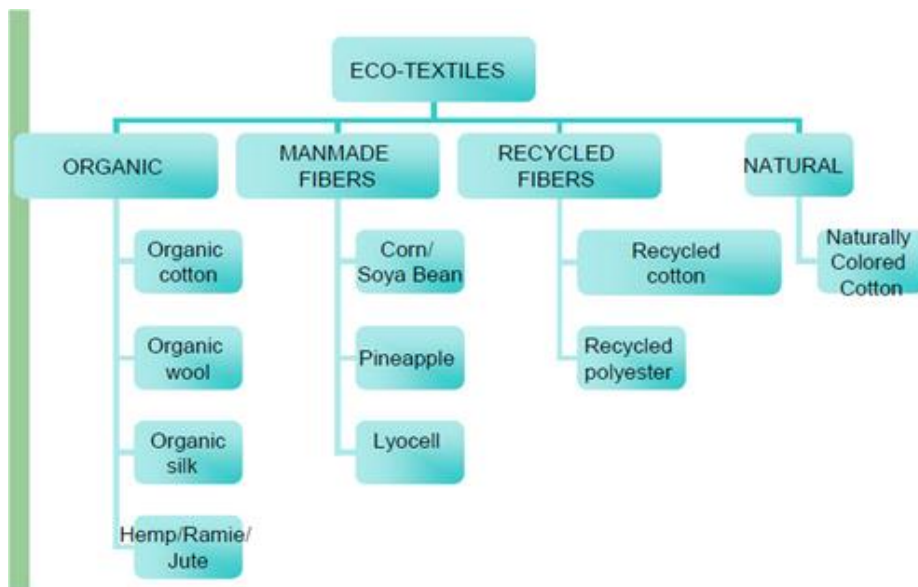 ECO-TEXTILES
ORGANIC
MANMADE
FIBERS
RECYCLED
FIBERS
NATURAL
Organic
cotton
Corn/
Soya Bean
Recycled
cotton
Naturally
Colored
Cotton
Organic
wool
Pineapple
Recycled
polyester
Organic
silk
Lyocell
Hemp/Ramie/
Jute